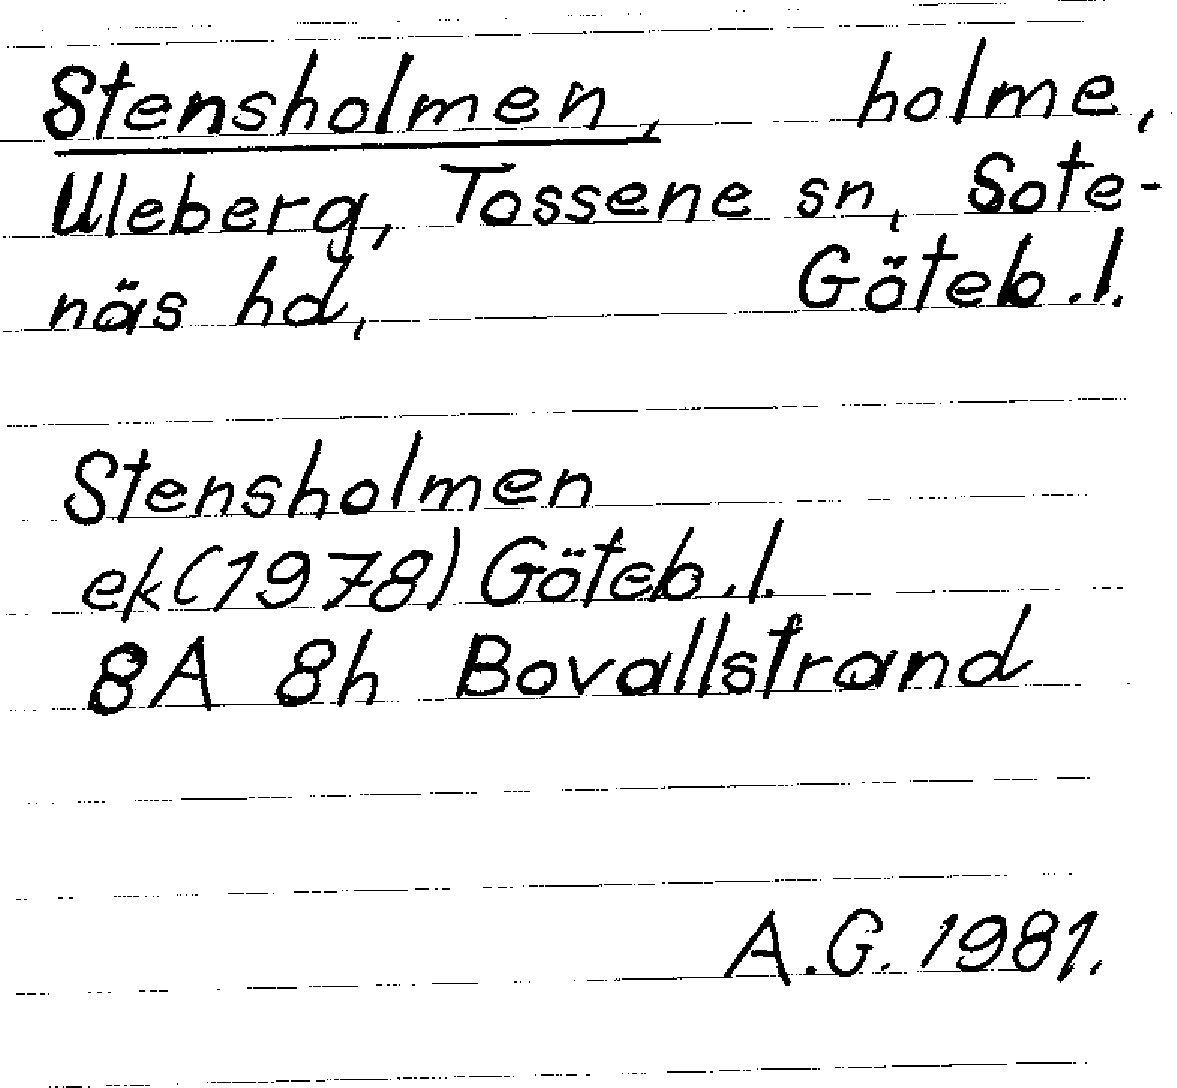 Stensholmen, holme,
Uleberg, Tossene sn, Sote-
näs hd, Göteb.l.
Stensholmen
ek(1978) Göteb.l.
8A 8h Bovallstrand
A.G. 1981.